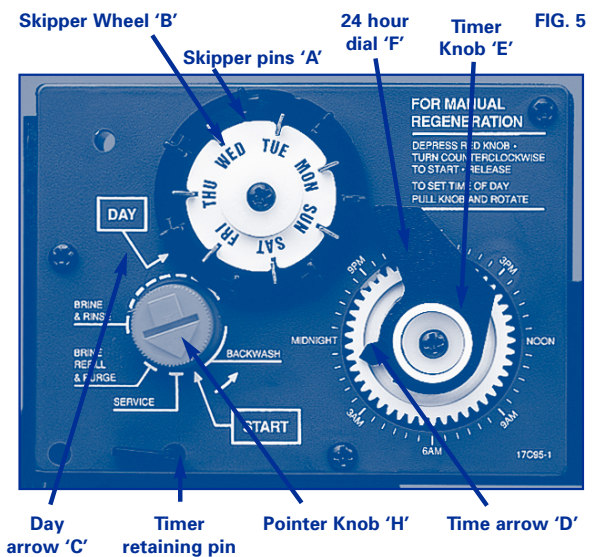 Skipper Wheel ‘B’
Skipper pins ‘A’
24 hour
dial ‘F’
Timer
Knob ‘E’
FIG. 5
FOR MANUAL
REGENERATION
DEPRESS RED KNOB •
TURN COUNTERCLOCKWISE
TO START • RELEASE
TO SET TIME OF DAY
PULL KNOB AND ROTATE
TUE
MON
SUN
SAT
FRI
THU
WED
DAY
BRINE
& RINSE
BRINE
REFILL
& PURGE
SERVICE
BACKWASH
START
9PM
3PM
MIDNIGHT
NOON
3AM
9AM
6AM
17C95-1
Day
arrow ‘C’
Timer
retaining pin
Pointer Knob ‘H’
Time arrow ‘D’